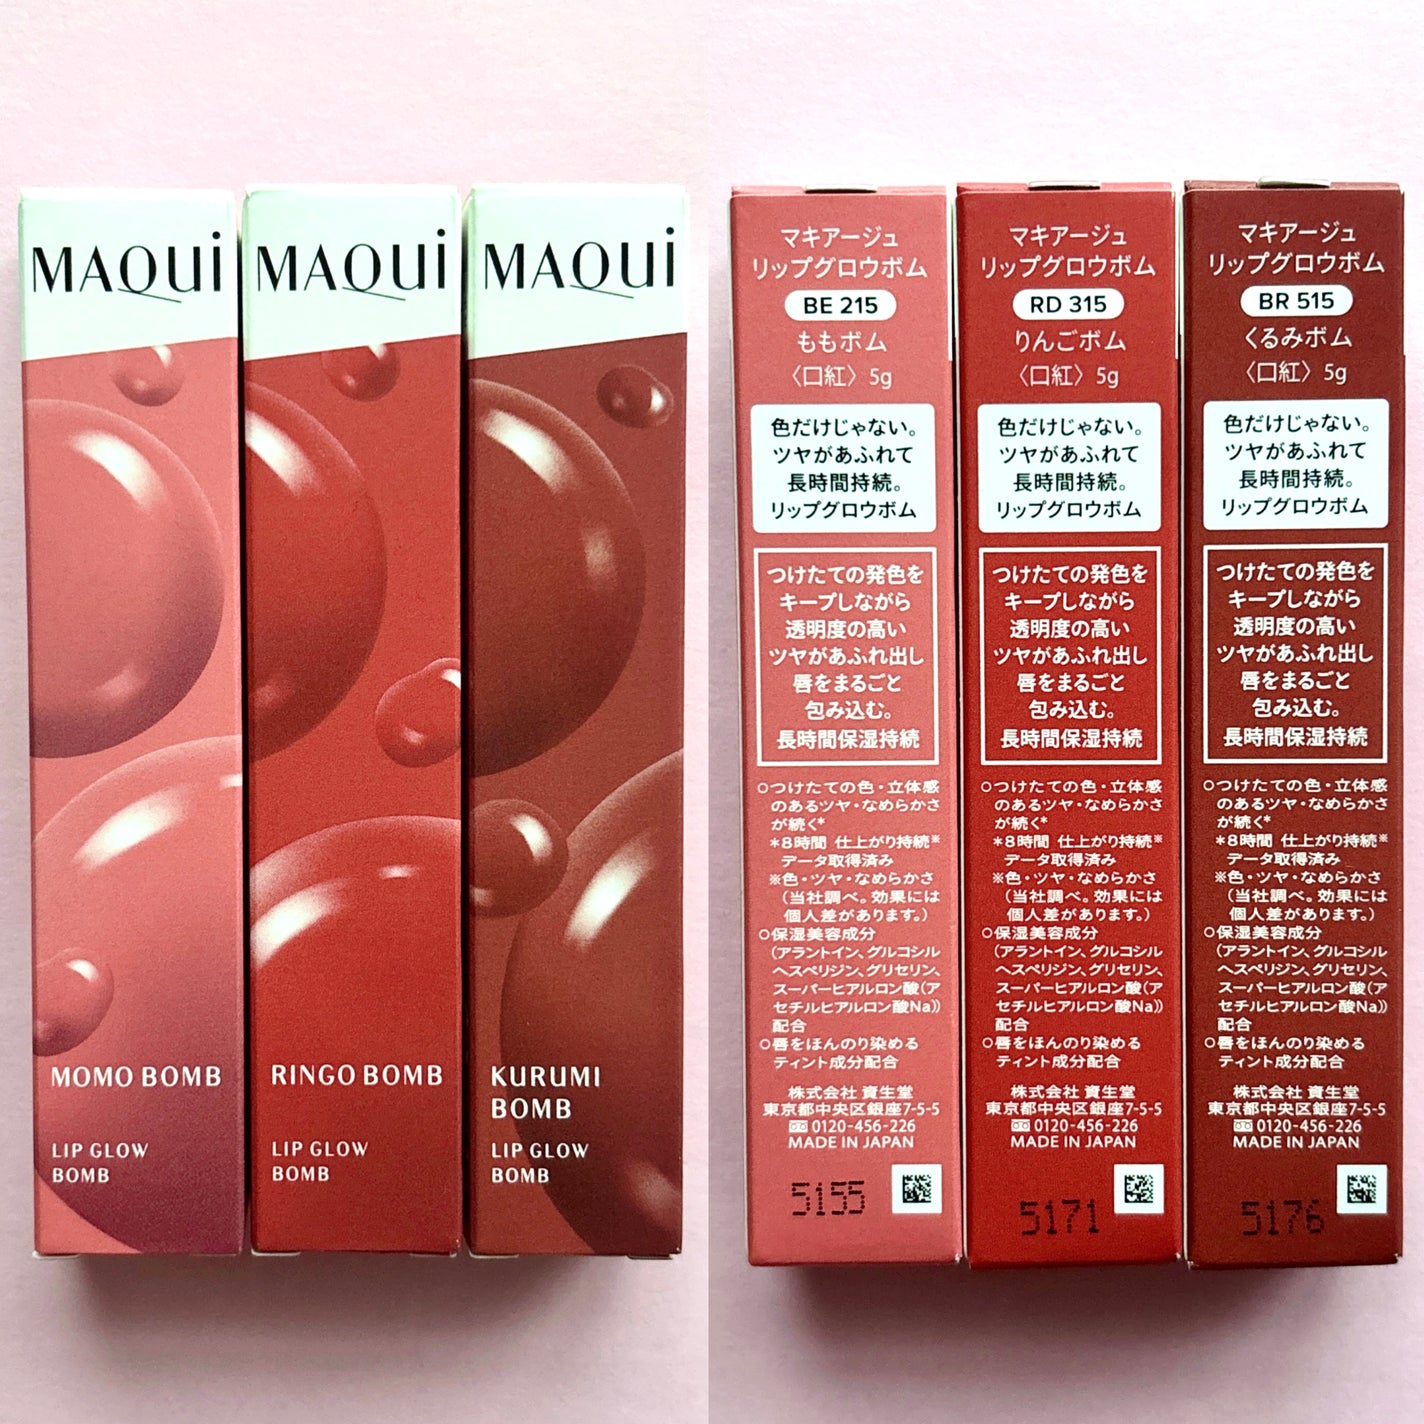 MAQUi
MOMO BOMB
LIP GLOW
BOMB
MAQUi
RINGO BOMB
LIP GLOW
BOMB
MAQUi
KURUMI
BOMB
LIP GLOW
BOMB
マキアージュ
リップグロウボム
BE 215
ももボム
〈口紅〉5g
色だけじゃない。
ツヤがあふれて
長時間持続。
リップグロウボム
つけたての発色を
キープしながら
透明度の高い
ツヤがあふれ出し
唇をまるごと
包み込む。
長時間保湿持続
○つけたての色・立体感
のあるツヤ・なめらかさ
が続く*
*8時間 仕上がり持続※
データ取得済み
※色・ツヤ・なめらかさ
（当社調べ。効果には
個人差があります。）
○保湿美容成分
（アラントイン、グルコシル
ヘスペリジン、グリセリン、
スーパーヒアルロン酸（ア
セチルヒアルロン酸Na））
配合
○唇をほんのり染める
ティント成分配合
株式会社 資生堂
東京都中央区銀座7-5-5
0120-456-226
MADE IN JAPAN
5155
マキアージュ
リップグロウボム
RD 315
りんごボム
〈口紅〉5g
色だけじゃない。
ツヤがあふれて
長時間持続。
リップグロウボム
つけたての発色を
キープしながら
透明度の高い
ツヤがあふれ出し
唇をまるごと
包み込む。
長時間保湿持続
○つけたての色・立体感
のあるツヤ・なめらかさ
が続く*
*8時間 仕上がり持続※
データ取得済み
※色・ツヤ・なめらかさ
（当社調べ。効果には
個人差があります。）
○保湿美容成分
（アラントイン、グルコシル
ヘスペリジン、グリセリン、
スーパーヒアルロン酸（ア
セチルヒアルロン酸Na））
配合
○唇をほんのり染める
ティント成分配合
株式会社 資生堂
東京都中央区銀座7-5-5
0120-456-226
MADE IN JAPAN
5171
マキアージュ
リップグロウボム
BR 515
くるみボム
〈口紅〉5g
色だけじゃない。
ツヤがあふれて
長時間持続。
リップグロウボム
つけたての発色を
キープしながら
透明度の高い
ツヤがあふれ出し
唇をまるごと
包み込む。
長時間保湿持続
○つけたての色・立体感
のあるツヤ・なめらかさ
が続く*
*8時間 仕上がり持続※
データ取得済み
※色・ツヤ・なめらかさ
（当社調べ。効果には
個人差があります。）
○保湿美容成分
（アラントイン、グルコシル
ヘスペリジン、グリセリン、
スーパーヒアルロン酸（ア
セチルヒアルロン酸Na））
配合
○唇をほんのり染める
ティント成分配合
株式会社 資生堂
東京都中央区銀座7-5-5
0120-456-226
MADE IN JAPAN
5176